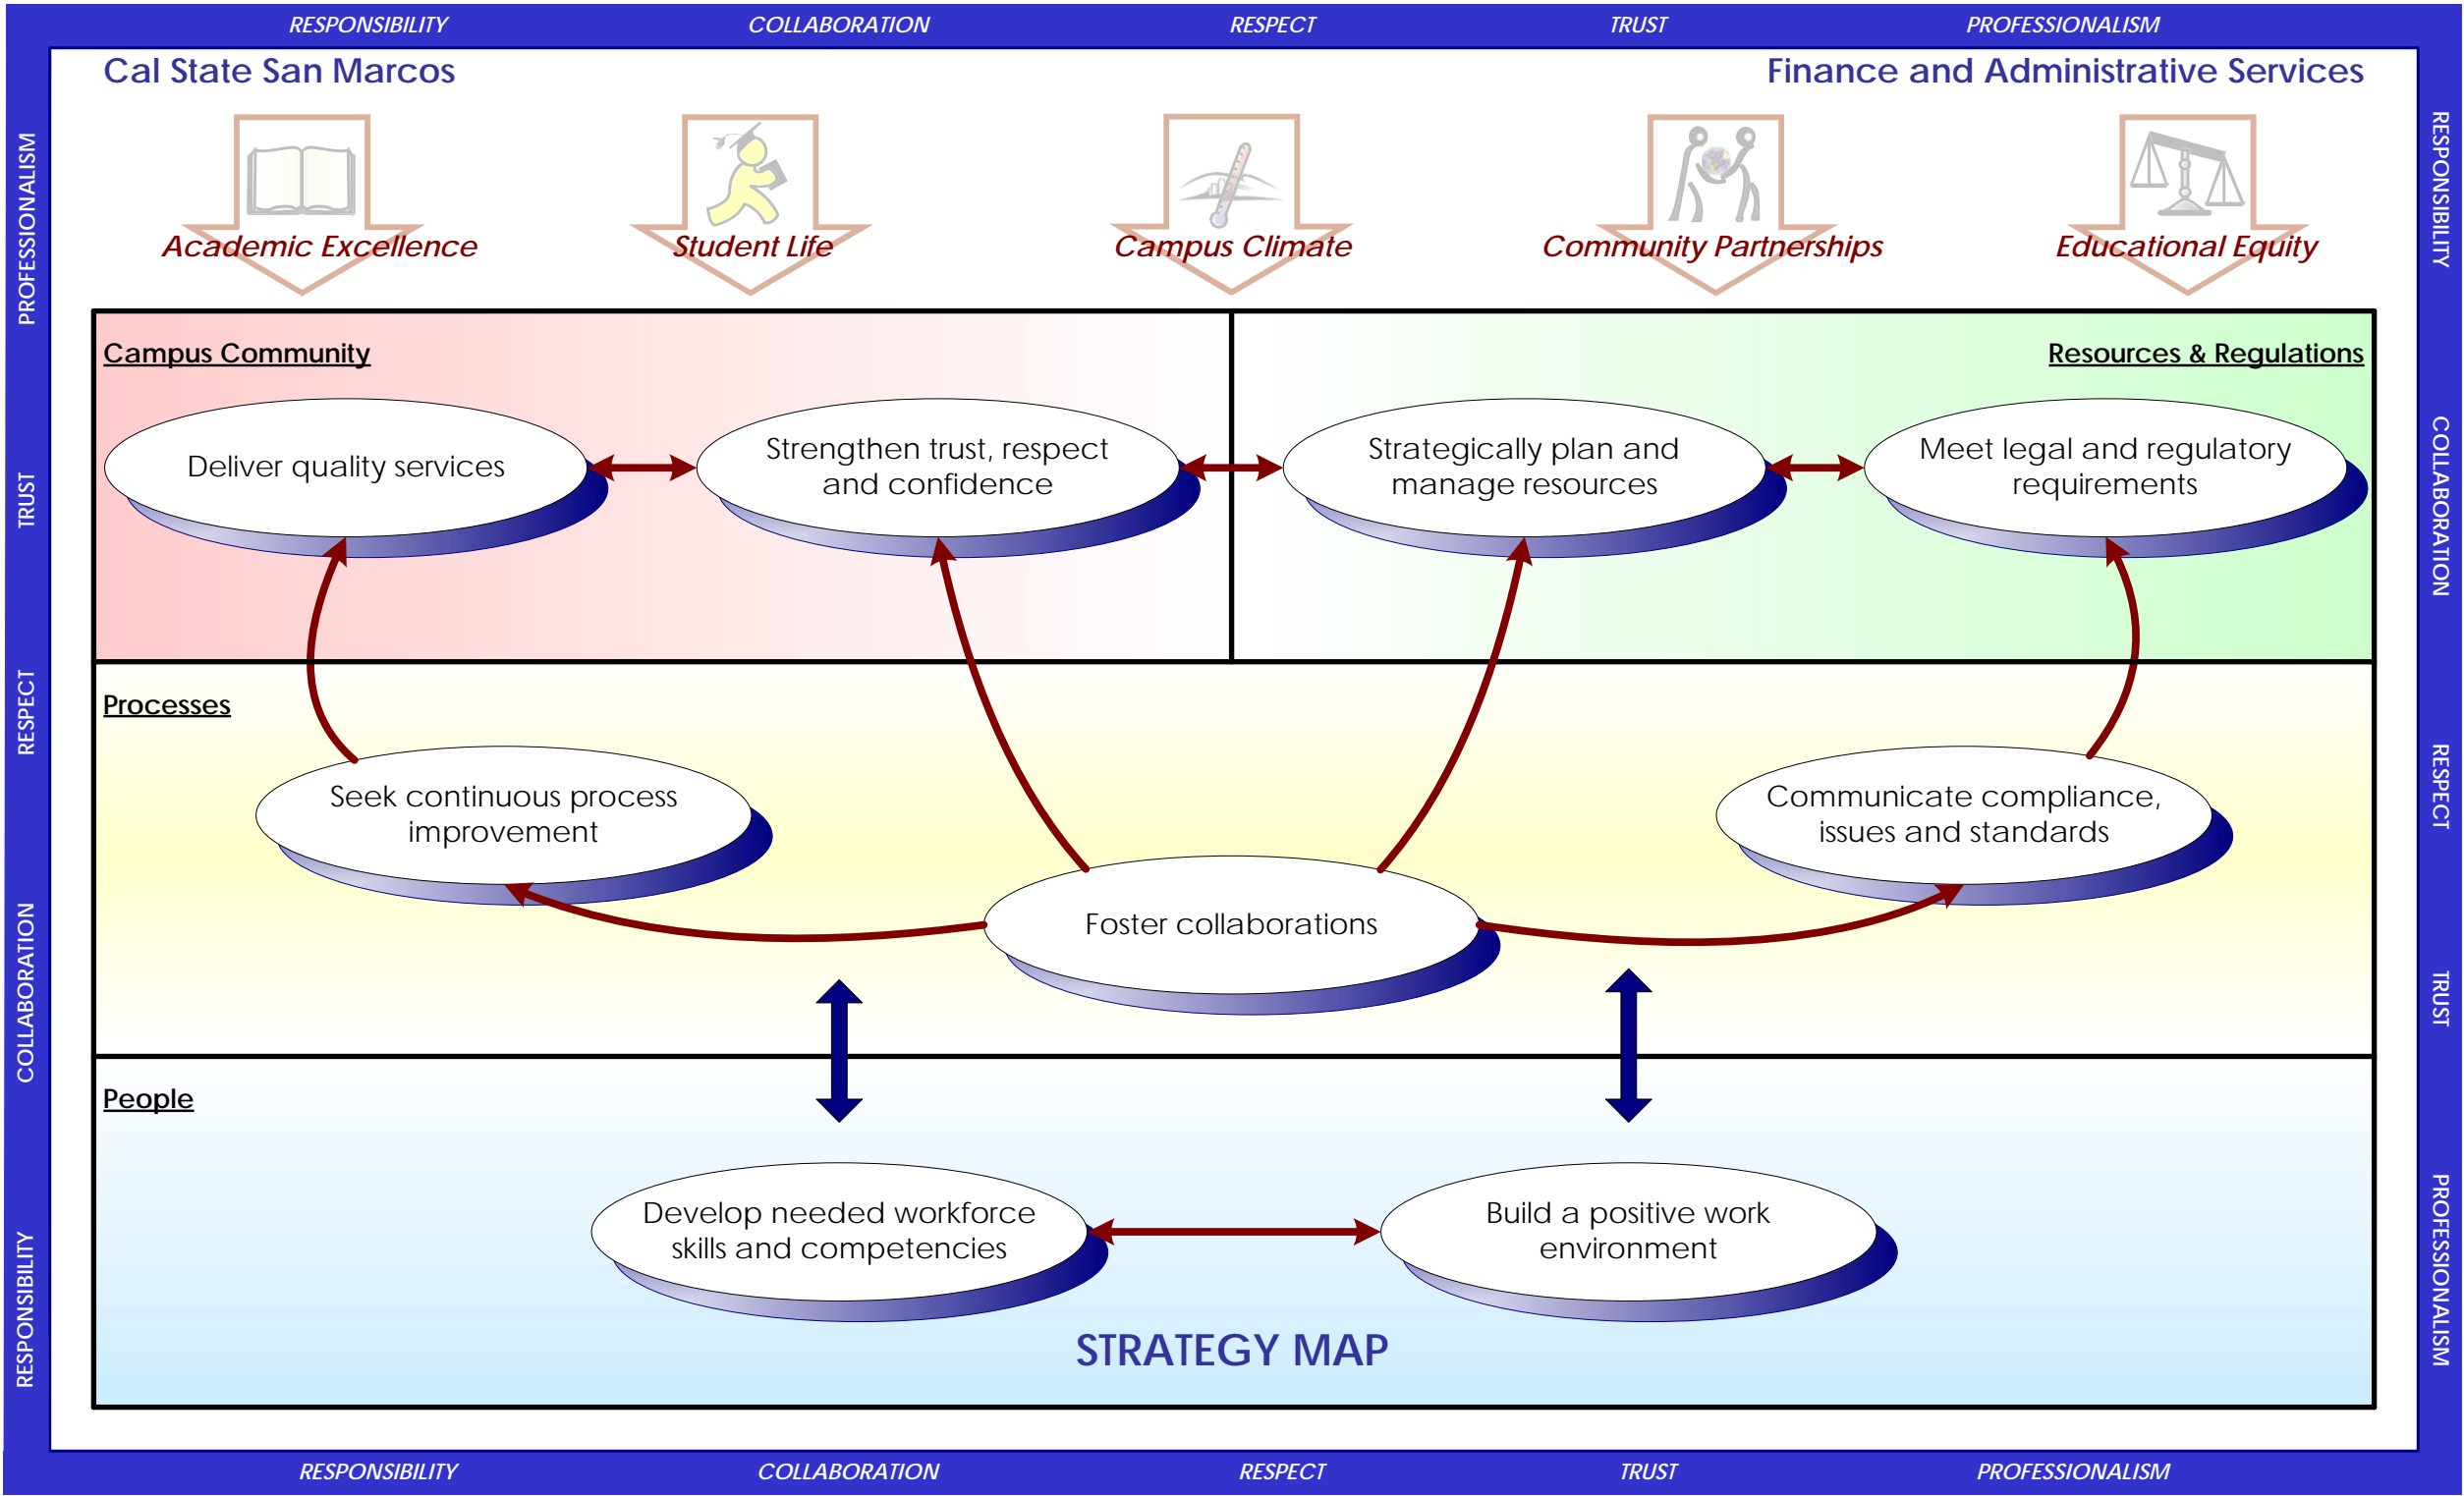 RESPONSIBILITY COLLABORATION RESPECT TRUST PROFESSIONALISM
Cal State San Marcos
Finance and Administrative Services
Academic Excellence
Student Life
Campus Climate
Community Partnerships
Educational Equity
Campus Community
Resources & Regulations
Deliver quality services
Strengthen trust, respect
and confidence
Strategically plan and
manage resources
Meet legal and regulatory
requirements
Processes
Seek continuous process
improvement
Communicate compliance,
issues and standards
Foster collaborations
People
Develop needed workforce
skills and competencies
Build a positive work
environment
STRATEGY MAP
RESPONSIBILITY COLLABORATION RESPECT TRUST PROFESSIONALISM
RESPONSIBILITY COLLABORATION RESPECT TRUST PROFESSIONALISM
RESPONSIBILITY COLLABORATION RESPECT TRUST PROFESSIONALISM